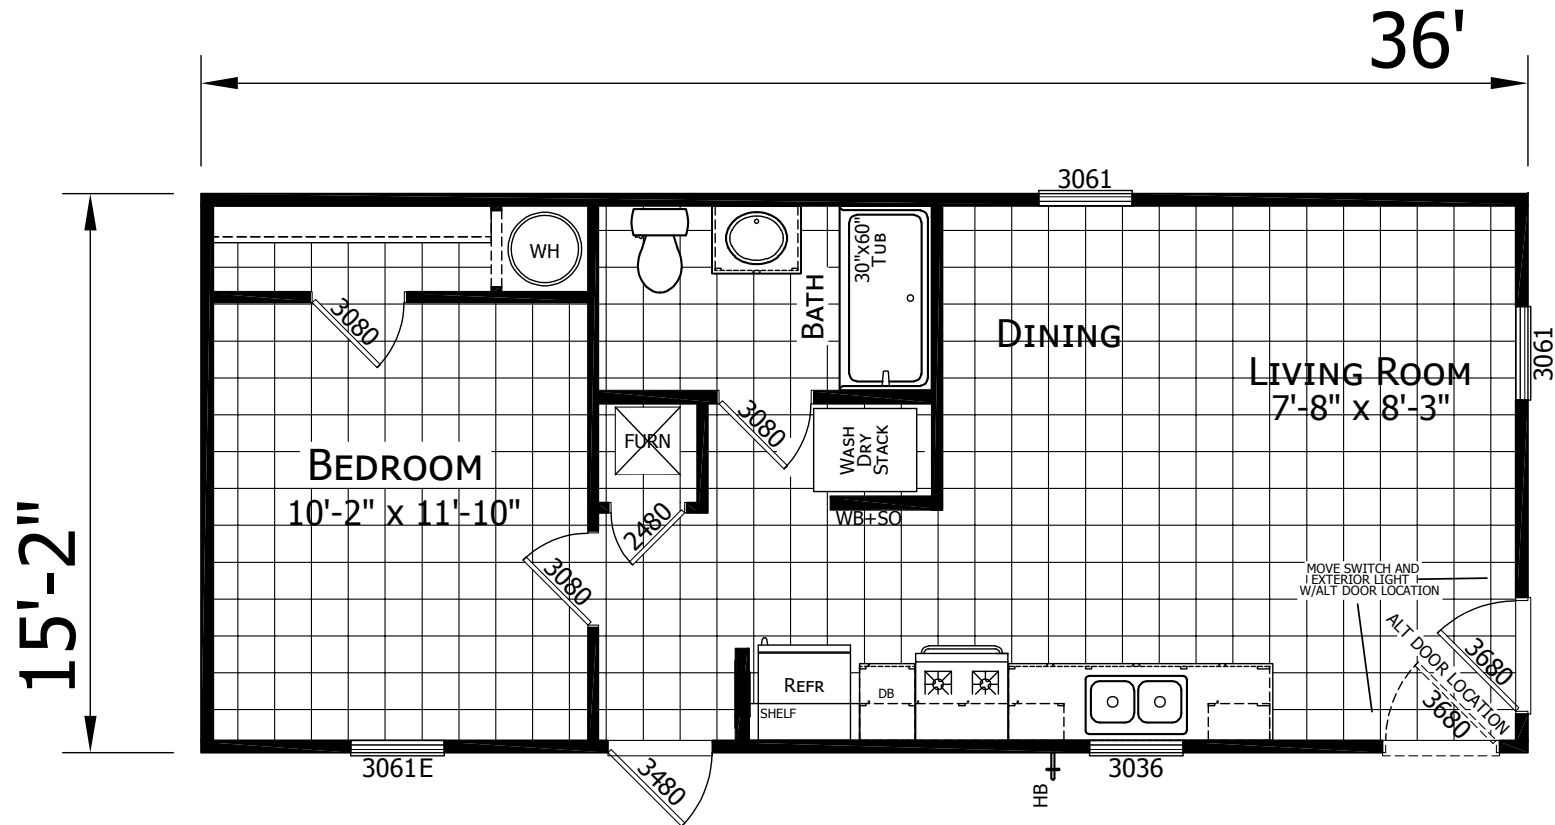 36'
15'-2"
3061
WH
30"x60"
TUB
BATH
3080
DINING
LIVING ROOM
7'-8" x 8'-3"
3061
FURN
3080
WASH
DRY
STACK
BEDROOM
10'-2" x 11'-10"
2480
WB+SO
3080
MOVE SWITCH AND
EXTERIOR LIGHT
W/ALT DOOR LOCATION
ALT DOOR LOCATION
3680
3680
REFR
SHELF
DB
3061E
3480
HB
3036